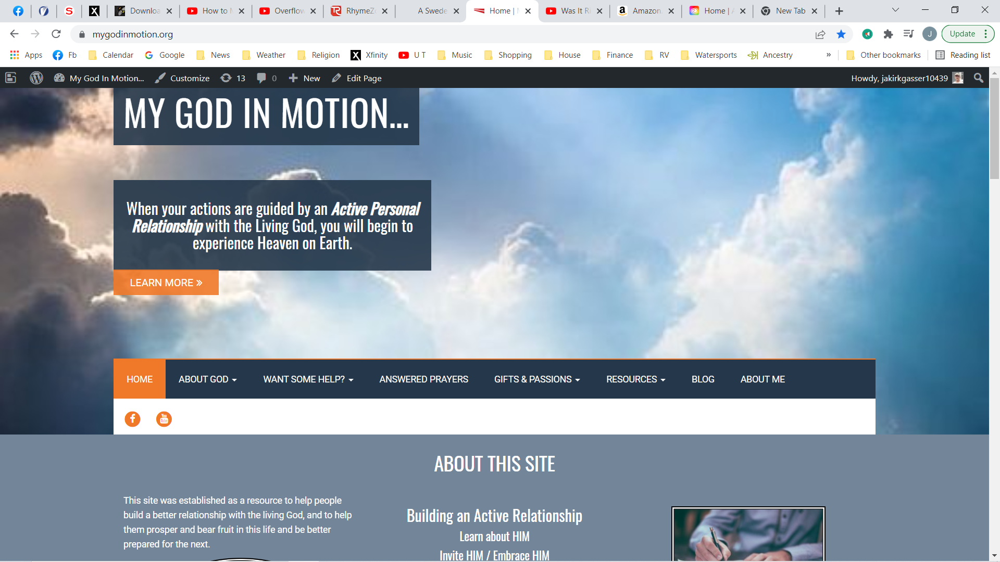 Downloa
How to
Overflow
RhymeZ
A Swede
Home |
Was It Ri
Amazon
Home |
New Tab
mygodinmotion.org
J
Update
Apps
Fb
Calendar
Google
News
Weather
Religion
Xfinity
U T
Music
Shopping
House
Finance
RV
Watersports
Ancestry
»
Other bookmarks
Reading list
My God In Motion...
Customize
13
0
New
Edit Page
Howdy, jakirkgasser10439
MY GOD IN MOTION...
When your actions are guided by an Active Personal
Relationship with the Living God, you will begin to
experience Heaven on Earth.
LEARN MORE »
HOME
ABOUT GOD
WANT SOME HELP?
ANSWERED PRAYERS
GIFTS & PASSIONS
RESOURCES
BLOG
ABOUT ME
You Tube
ABOUT THIS SITE
This site was established as a resource to help people
build a better relationship with the living God, and to help
them prosper and bear fruit in this life and be better
prepared for the next.
Building an Active Relationship
Learn about HIM
Invite HIM / Embrace HIM